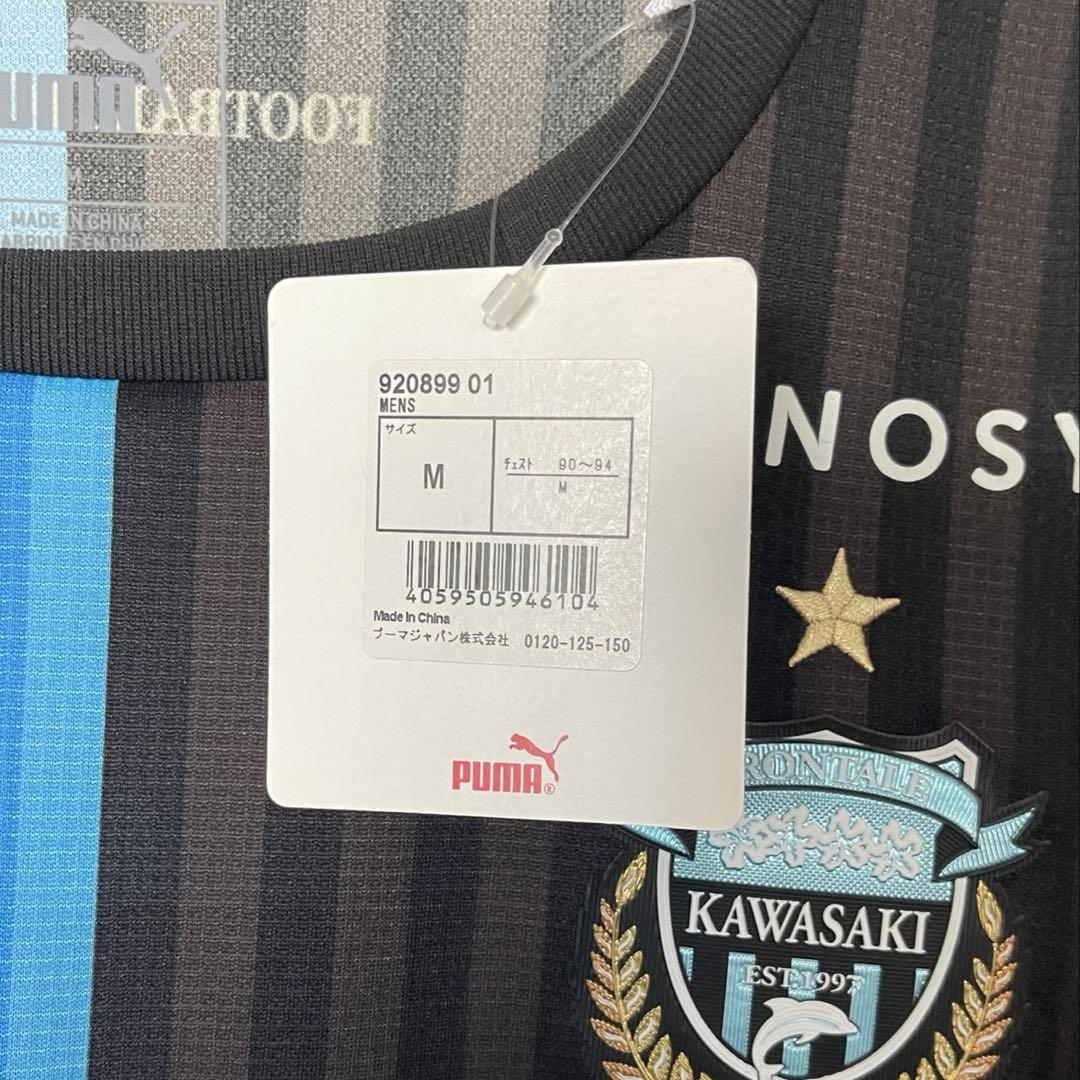 PUMA
FOOTBA
M
MADE IN CHINA
920899 01
MENS
サイズ
M
チェスト 90〜94
M
4059505946104
Made in China
プーマジャパン株式会社 0120-125-150
PUMA®
NOSY
RONTALE
KAWASAKI
EST.1997